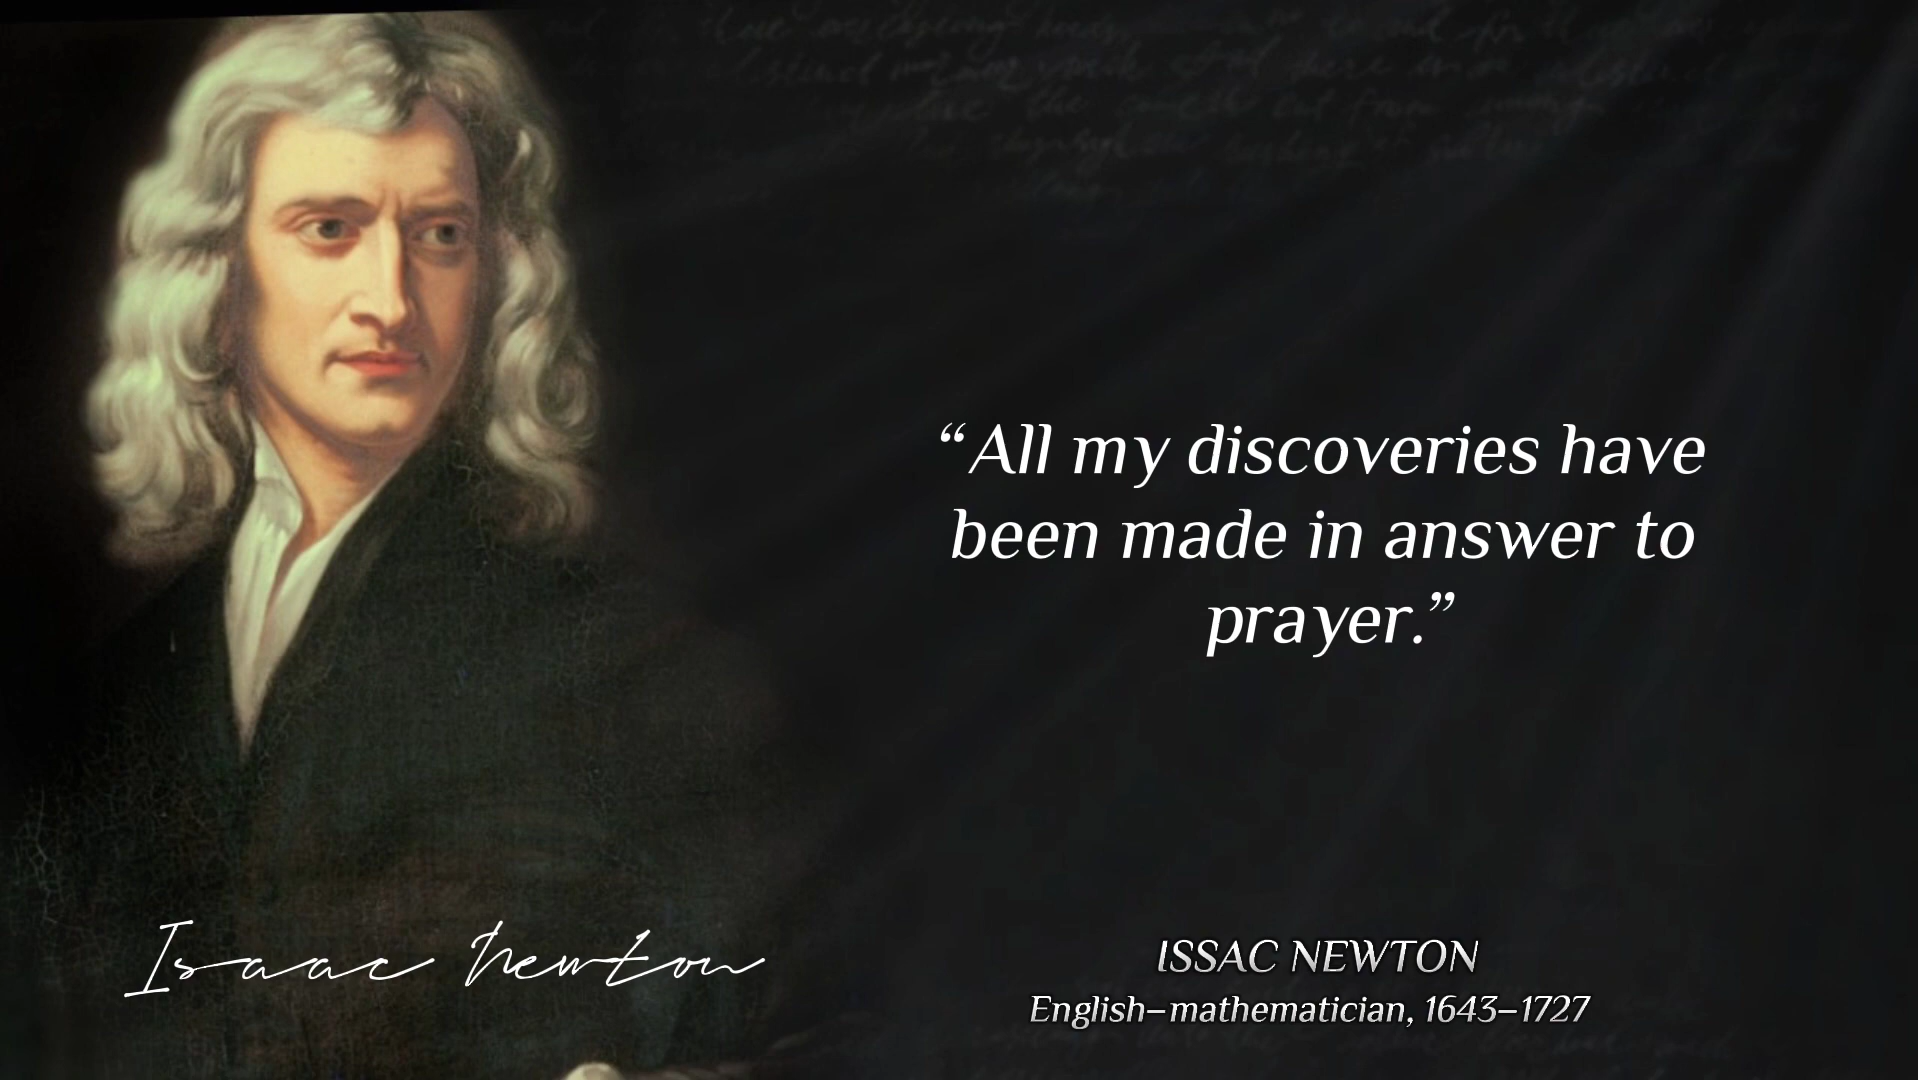 “All my discoveries have
been made in answer to
prayer.”
Isaac Newton
ISSAC NEWTON
English–mathematician, 1643–1727